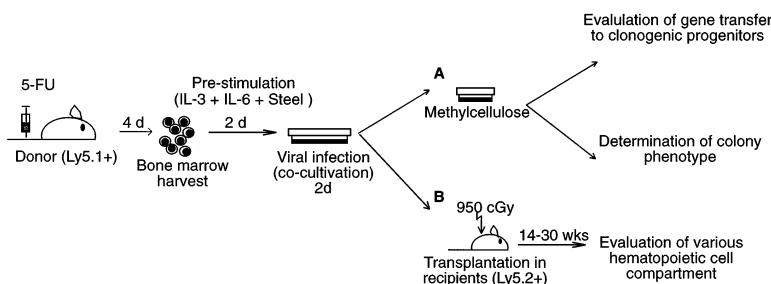 5-FU
Donor (Ly5.1+)
4 d
Bone marrow
harvest
Pre-stimulation
(IL-3 + IL-6 + Steel )
2 d
Viral infection
(co-cultivation)
2d
A
Methylcellulose
Evalulation of gene transfer
to clonogenic progenitors
Determination of colony
phenotype
B
950 cGy
Transplantation in
recipients (Ly5.2+)
14-30 wks
Evaluation of various
hematopoietic cell
compartment